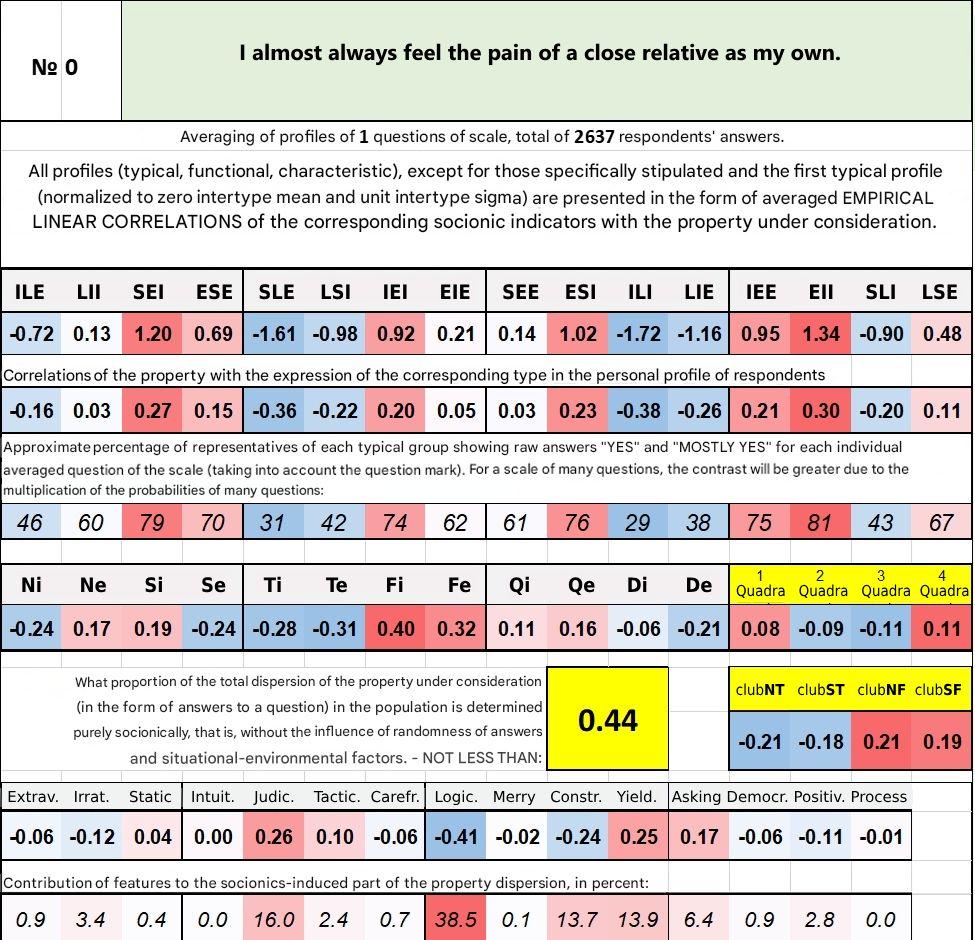 № 0
I almost always feel the pain of a close relative as my own.
Averaging of profiles of 1 questions of scale, total of 2637 respondents' answers.
All profiles (typical, functional, characteristic), except for those specifically stipulated and the first typical profile
(normalized to zero intertype mean and unit intertype sigma) are presented in the form of averaged EMPIRICAL
LINEAR CORRELATIONS of the corresponding socionic indicators with the property under consideration.
ILE LII SEI ESE SLE LSI IEI EIE SEE ESI ILI LIE IEE EII SLI LSE
-0.72 0.13 1.20 0.69 -1.61 -0.98 0.92 0.21 0.14 1.02 -1.72 -1.16 0.95 1.34 -0.90 0.48
Correlations of the property with the expression of the corresponding type in the personal profile of respondents
-0.16 0.03 0.27 0.15 -0.36 -0.22 0.20 0.05 0.03 0.23 -0.38 -0.26 0.21 0.30 -0.20 0.11
Approximate percentage of representatives of each typical group showing raw answers "YES" and "MOSTLY YES" for each individual
averaged question of the scale (taking into account the question mark). For a scale of many questions, the contrast will be greater due to the
multiplication of the probabilities of many questions:
46 60 79 70 31 42 74 62 61 76 29 38 75 81 43 67
Ni Ne Si Se Ti Te Fi Fe Qi Qe Di De 1 Quadra 2 Quadra 3 Quadra 4 Quadra
-0.24 0.17 0.19 -0.24 -0.28 -0.31 0.40 0.32 0.11 0.16 -0.06 -0.21 0.08 -0.09 -0.11 0.11
What proportion of the total dispersion of the property under consideration
(in the form of answers to a question) in the population is determined
purely socionically, that is, without the influence of randomness of answers
and situational-environmental factors. - NOT LESS THAN:
0.44
clubNT clubST clubNF clubSF
-0.21 -0.18 0.21 0.19
Extrav. Irrat. Static Intuit. Judic. Tactic. Carefr. Logic. Merry Constr. Yield. Asking Democr. Positiv. Process
-0.06 -0.12 0.04 0.00 0.26 0.10 -0.06 -0.41 -0.02 -0.24 0.25 0.17 -0.06 -0.11 -0.01
Contribution of features to the socionics-induced part of the property dispersion, in percent:
0.9 3.4 0.4 0.0 16.0 2.4 0.7 38.5 0.1 13.7 13.9 6.4 0.9 2.8 0.0